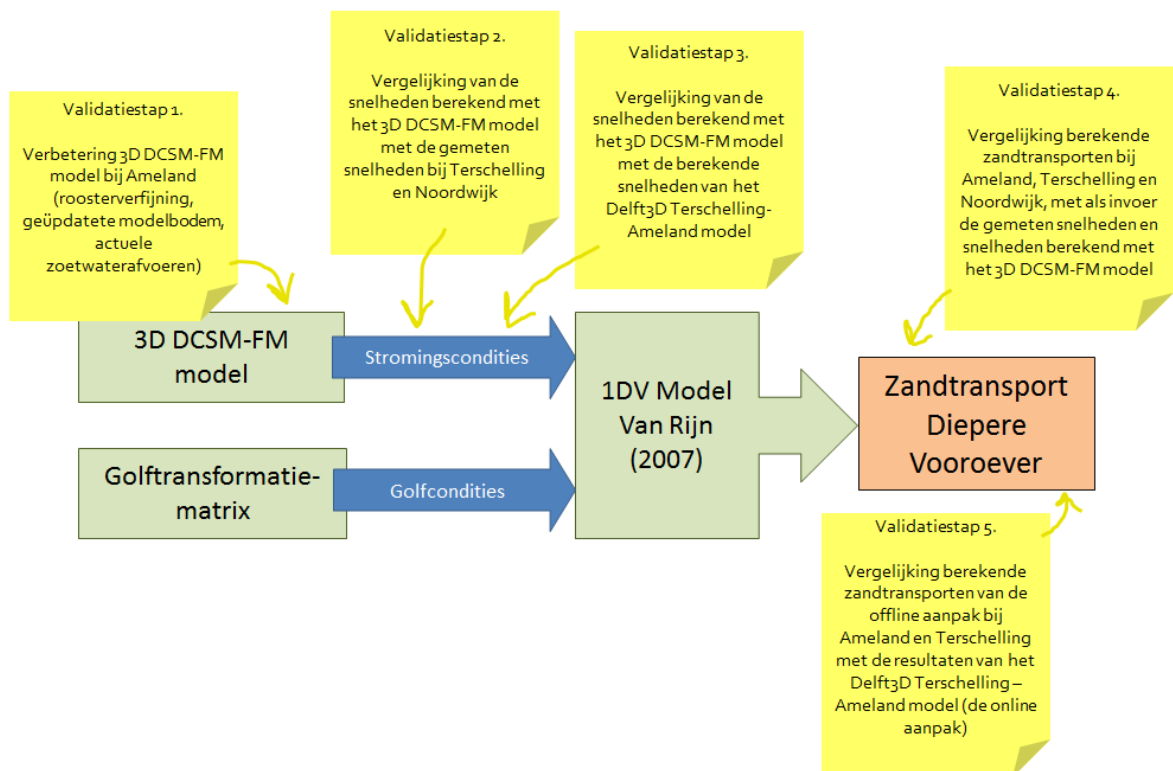 Validatiestap 1.
Verbetering 3D DCSM-FM
model bij Ameland
(roosterverfijning,
geüpdatete modelbodem,
actuele
zoetwaterafvoeren)
Validatiestap 2.
Vergelijking van de
snelheden berekend met
het 3D DCSM-FM model
met de gemeten
snelheden bij Terschelling
en Noordwijk
Validatiestap 3.
Vergelijking van de
snelheden berekend met
het 3D DCSM-FM model
met de berekende
snelheden van het
Delft3D Terschelling-
Ameland model
Validatiestap 4.
Vergelijking berekende
zandtransporten bij
Ameland, Terschelling en
Noordwijk, met als invoer
de gemeten snelheden en
snelheden berekend met
het 3D DCSM-FM model
3D DCSM-FM
model
Stromingscondities
Golftransformatie-
matrix
Golfcondities
1DV Model
Van Rijn
(2007)
Zandtransport
Diepere
Vooroever
Validatiestap 5.
Vergelijking berekende
zandtransporten van de
offline aanpak bij
Ameland en Terschelling
met de resultaten van het
Delft3D Terschelling –
Ameland model (de online
aanpak)